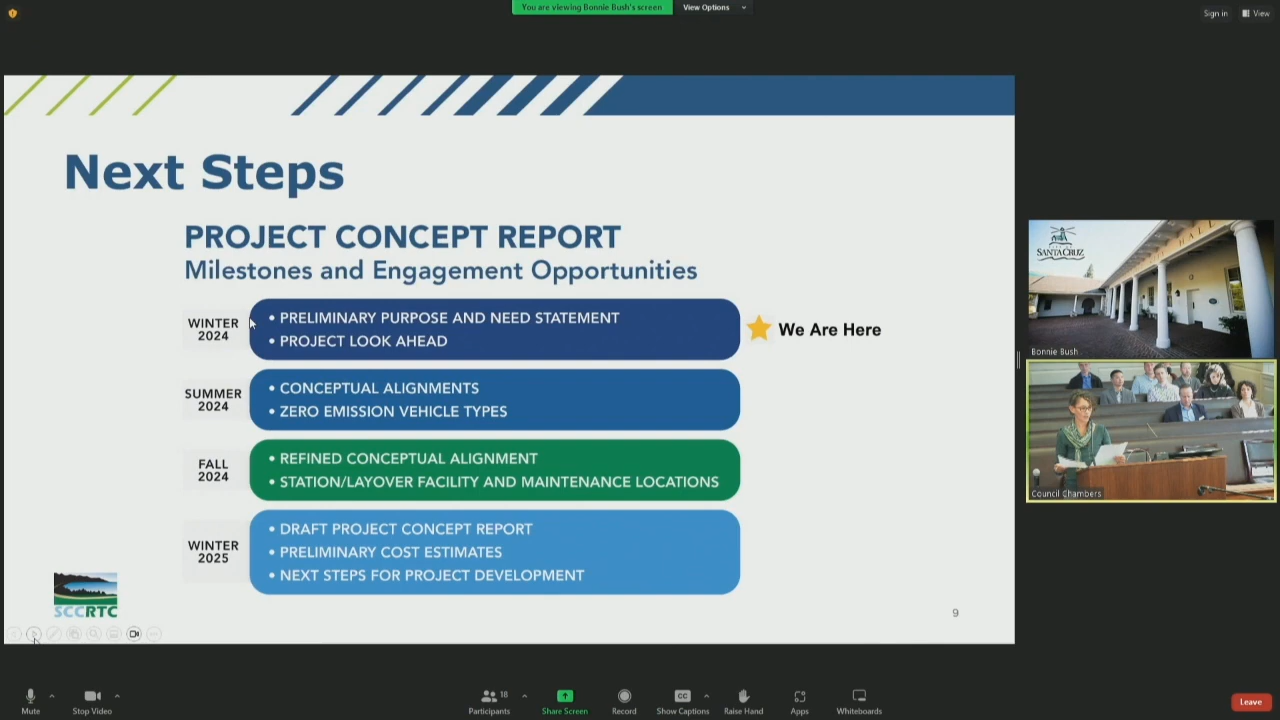 You are viewing Bonnie Bush's screen
View Options
Sign in
View
Next Steps
PROJECT CONCEPT REPORT
Milestones and Engagement Opportunities
WINTER
2024
• PRELIMINARY PURPOSE AND NEED STATEMENT
• PROJECT LOOK AHEAD
We Are Here
SUMMER
2024
• CONCEPTUAL ALIGNMENTS
• ZERO EMISSION VEHICLE TYPES
FALL
2024
• REFINED CONCEPTUAL ALIGNMENT
• STATION/LAYOVER FACILITY AND MAINTENANCE LOCATIONS
WINTER
2025
• DRAFT PROJECT CONCEPT REPORT
• PRELIMINARY COST ESTIMATES
• NEXT STEPS FOR PROJECT DEVELOPMENT
SCCRTC
9
SANTA CRUZ
HALL
Bonnie Bush
Council Chambers
Mute
Stop Video
Participants
18
Share Screen
Record
CC
Show Captions
Raise Hand
Apps
Whiteboards
Leave